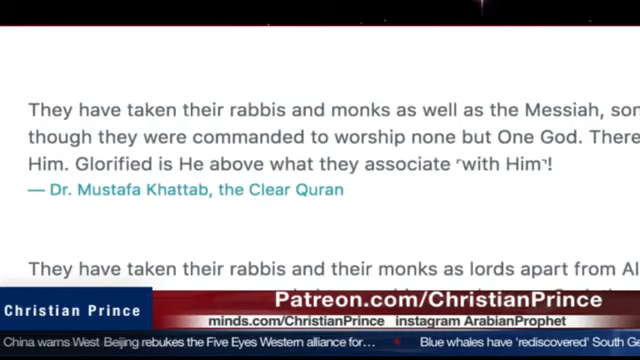 They have taken their rabbis and monks as well as the Messiah, son
though they were commanded to worship none but One God. There
Him. Glorified is He above what they associate ⸢with Him⸣!
— Dr. Mustafa Khattab, the Clear Quran
They have taken their rabbis and their monks as lords apart from Al
Christian Prince
Patreon.com/ChristianPrince
minds.com/ChristianPrince instagram ArabianProphet
China warns West Beijing rebukes the Five Eyes Western alliance for…
Blue whales have 'rediscovered' South Ge